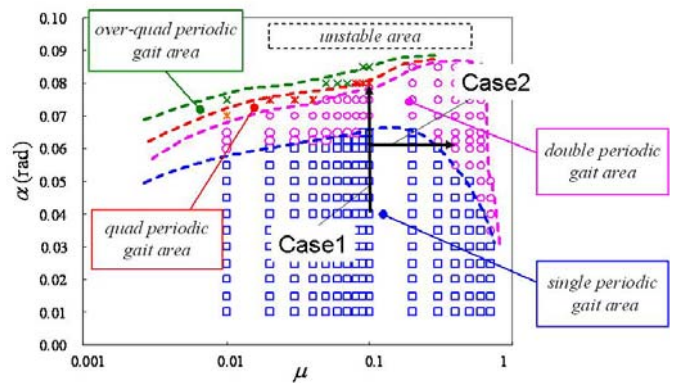 0.10
0.09
0.08
0.07
0.06
0.05
0.04
0.03
0.02
0.01
0.00
α (rad)
0.001
0.01
0.1
1
μ
over-quad periodic
gait area
unstable area
Case2
double periodic
gait area
quad periodic
gait area
Case1
single periodic
gait area